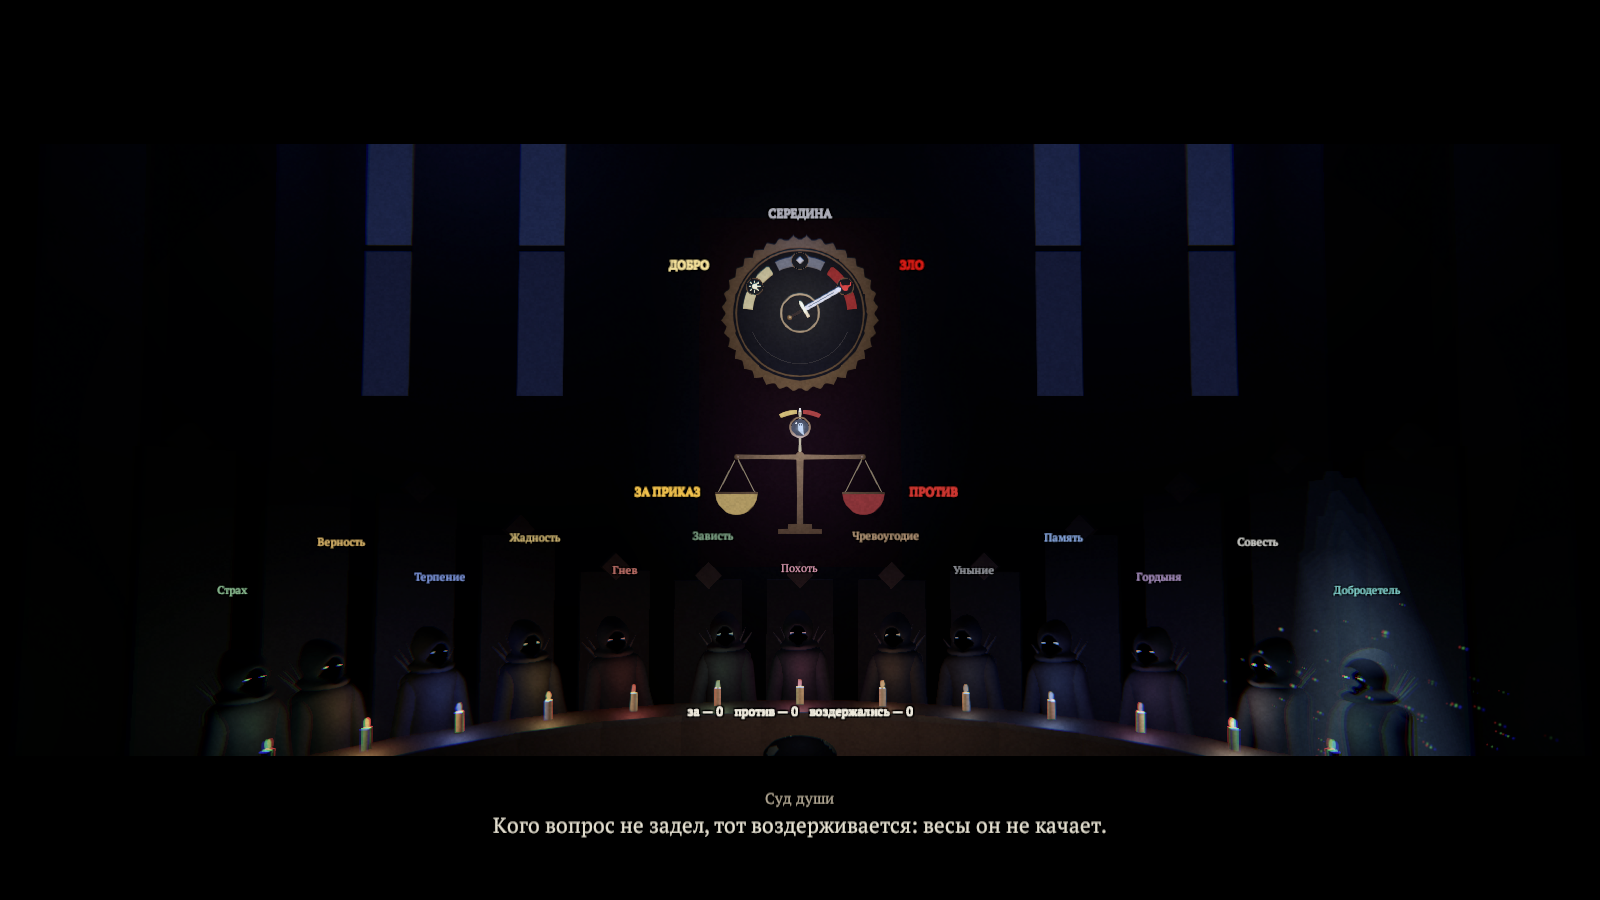 СЕРЕДИНА
ДОБРО
ЗЛО
ЗА ПРИКАЗ
ПРОТИВ
Верность
Жадность
Зависть
Чревоугодие
Память
Совесть
Страх
Терпение
Гнев
Похоть
Уныние
Гордыня
Добродетель
за — 0 против — 0 воздержались — 0
Суд души
Кого вопрос не задел, тот воздерживается: весы он не качает.